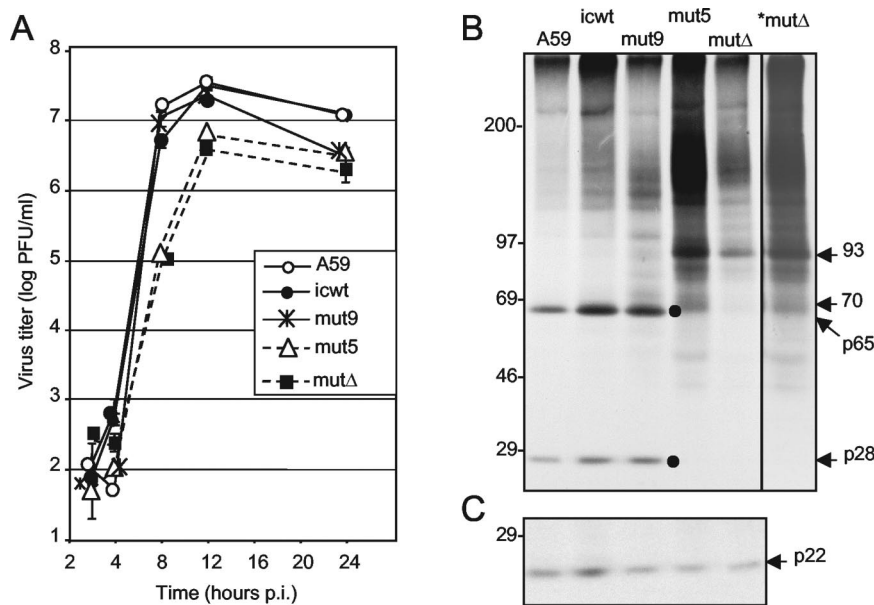 A
Virus titer (log PFU/ml)
8
7
6
5
4
3
2
1
A59
icwt
mut9
mut5
mutΔ
2 4 8 12 24
Time (hours p.i.)
B
A59 icwt mut9 mut5 mutΔ *mutΔ
200-
97-
69-
46-
29-
93
70
p65
p28
C
29-
p22